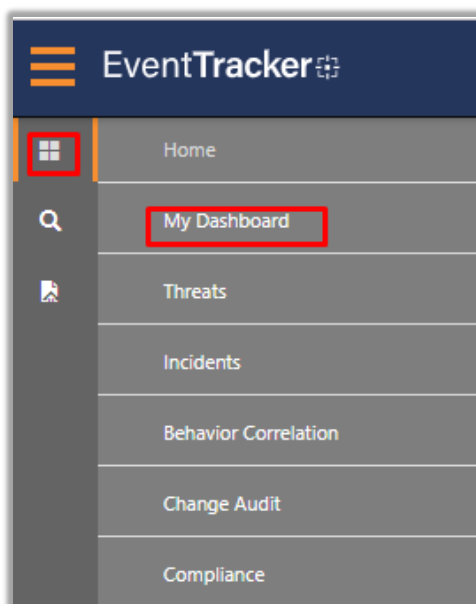 EventTracker
Home
My Dashboard
Threats
Incidents
Behavior Correlation
Change Audit
Compliance